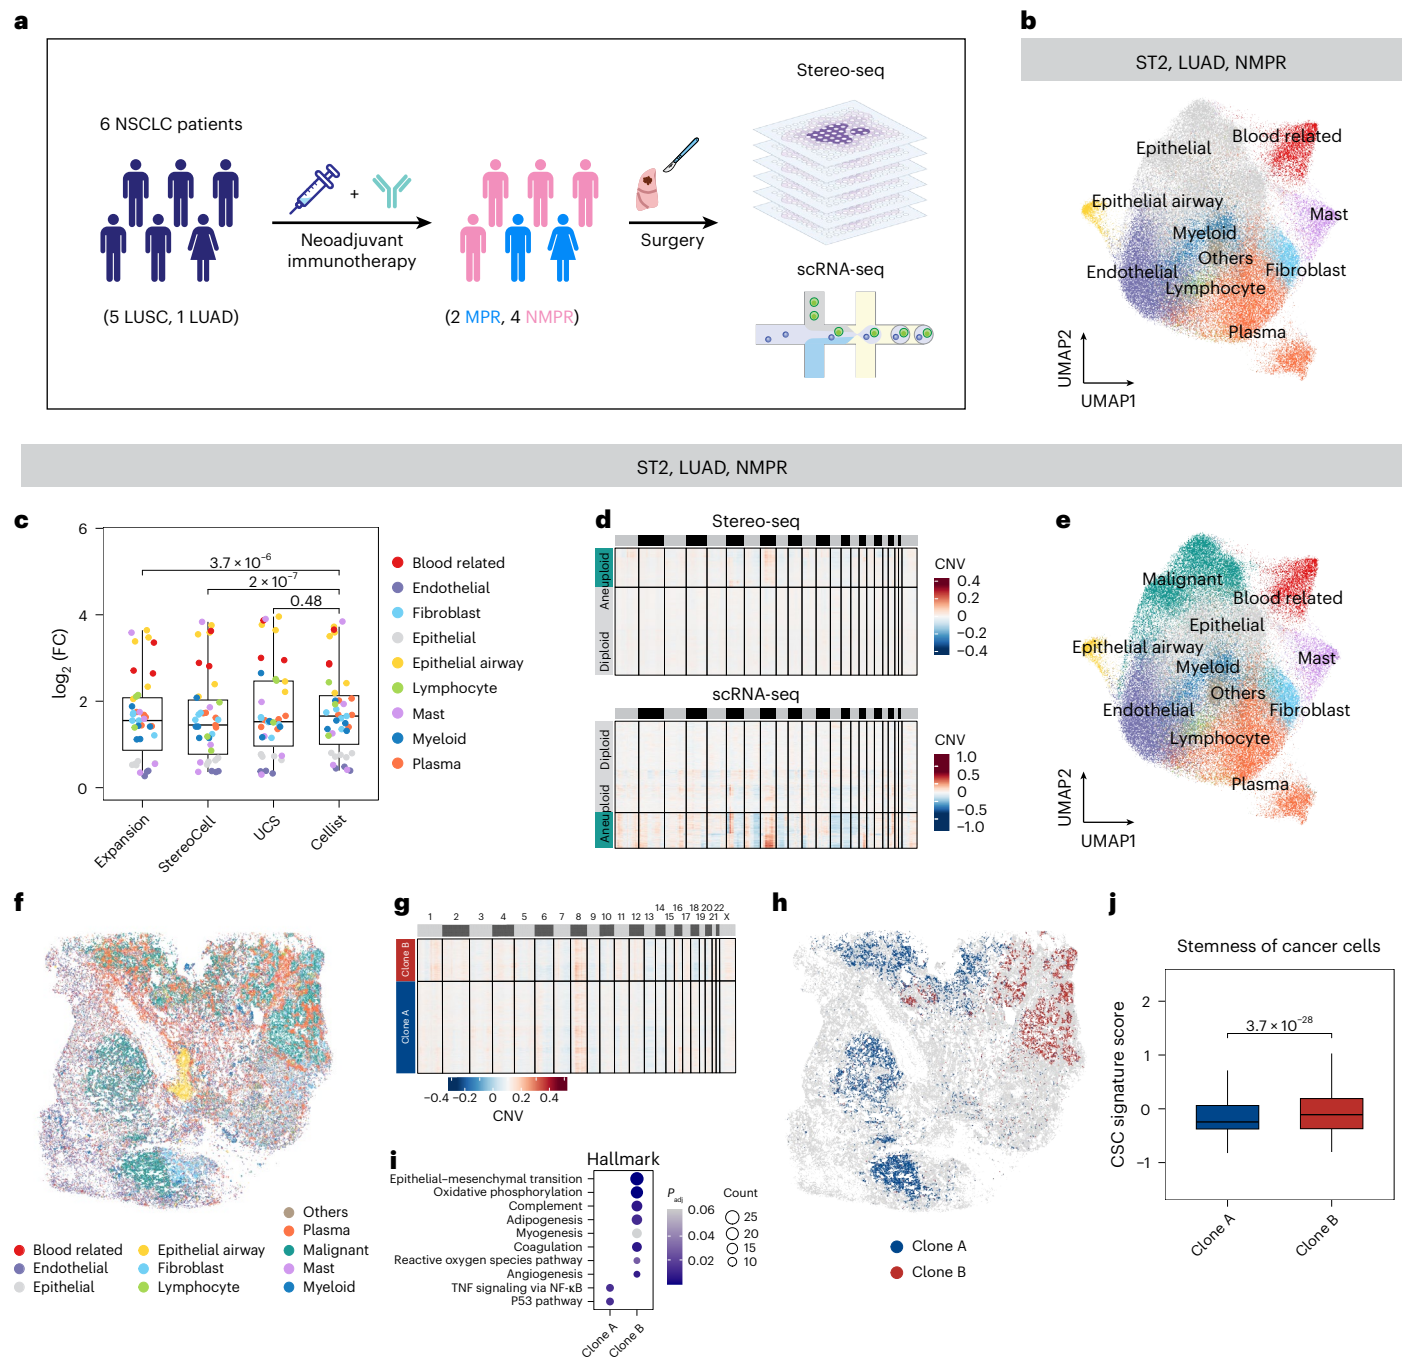 a
6 NSCLC patients
(5 LUSC, 1 LUAD)
+
Neoadjuvant
immunotherapy
(2 MPR, 4 NMPR)
Surgery
Stereo-seq
scRNA-seq
b
ST2, LUAD, NMPR
Epithelial
Blood related
Epithelial airway
Mast
Myeloid
Others
Endothelial
Fibroblast
Lymphocyte
Plasma
UMAP2
UMAP1
ST2, LUAD, NMPR
c
log₂ (FC)
6
4
2
0
3.7 × 10⁻⁶
2 × 10⁻⁷
0.48
Expansion
StereoCell
UCS
Cellist
Blood related
Endothelial
Fibroblast
Epithelial
Epithelial airway
Lymphocyte
Mast
Myeloid
Plasma
d
Stereo-seq
Aneuploid
Diploid
CNV
0.4
0.2
0
−0.2
−0.4
scRNA-seq
Diploid
Aneuploid
CNV
1.0
0.5
0
−0.5
−1.0
e
Malignant
Blood related
Epithelial
Epithelial airway
Myeloid
Mast
Others
Endothelial
Fibroblast
Lymphocyte
Plasma
UMAP2
UMAP1
f
Others
Plasma
Blood related
Epithelial airway
Malignant
Endothelial
Fibroblast
Mast
Epithelial
Lymphocyte
Myeloid
g
1 2 3 4 5 6 7 8 9 10 11 12 13 14 15 16 17 18 19 20 21 22 X
Clone B
Clone A
−0.4 −0.2 0 0.2 0.4
CNV
h
Clone A
Clone B
i
Hallmark
Epithelial–mesenchymal transition
Oxidative phosphorylation
Complement
Adipogenesis
Myogenesis
Coagulation
Reactive oxygen species pathway
Angiogenesis
TNF signaling via NF-κB
P53 pathway
Clone A
Clone B
P adj
0.06
0.04
0.02
Count
25
20
15
10
j
Stemness of cancer cells
CSC signature score
2
1
0
−1
3.7 × 10⁻²⁸
Clone A
Clone B